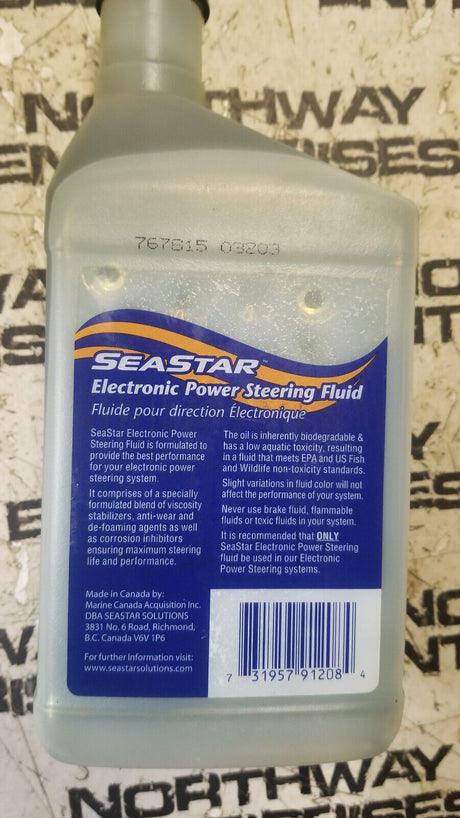 NORTHWAY
767815 09203
SEASTAR™
Electronic Power Steering Fluid
Fluide pour direction Électronique
SeaStar Electronic Power
Steering Fluid is formulated to
provide the best performance
for your electronic power
steering system.
It comprises of a specially
formulated blend of viscosity
stabilizers, anti-wear and
de-foaming agents as well
as corrosion inhibitors
ensuring maximum steering
life and performance.
The oil is inherently biodegradable &
has a low aquatic toxicity, resulting
in a fluid that meets EPA and US Fish
and Wildlife non-toxicity standards.
Slight variations in fluid color will not
affect the performance of your system.
Never use brake fluid, flammable
fluids or toxic fluids in your system.
It is recommended that ONLY
SeaStar Electronic Power Steering
fluid be used in our Electronic
Power Steering systems.
Made in Canada by:
Marine Canada Acquisition Inc.
DBA SEASTAR SOLUTIONS
3831 No. 6 Road, Richmond,
B.C. Canada V6V 1P6
For further Information visit:
www.seastarsolutions.com
7 31957 91208 4
NORTHWAY